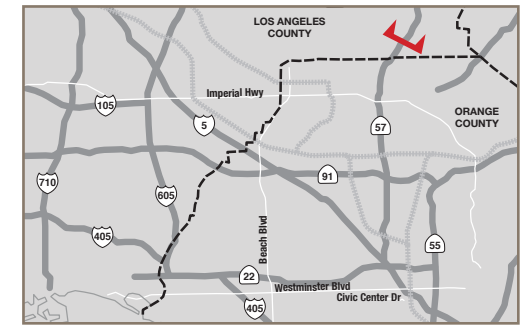 LOS ANGELES
COUNTY
Imperial Hwy
105
5
57
ORANGE
COUNTY
91
710
605
405
Beach Blvd
55
22
Westminster Blvd
Civic Center Dr
405